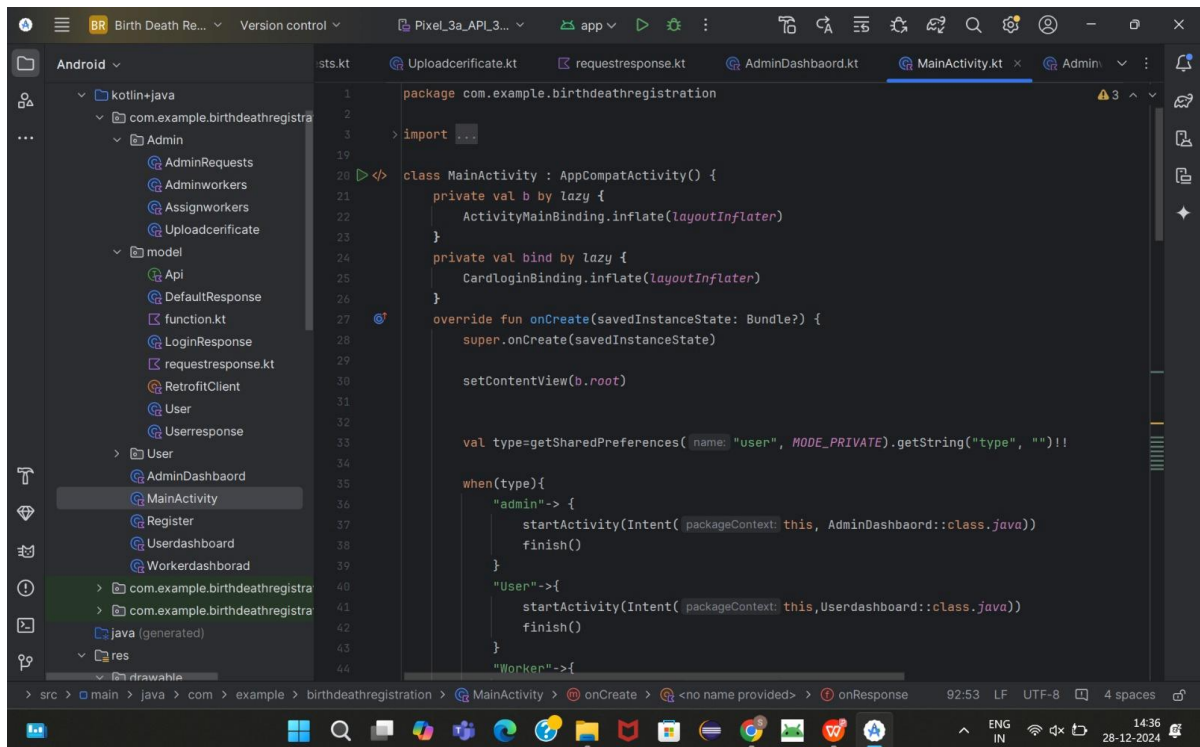 BR Birth Death Re... Version control Pixel_3a_API_3... app
Android
sts.kt Uploadcerificate.kt requestresponse.kt AdminDashbaord.kt MainActivity.kt Admin
kotlin+java
com.example.birthdeathregistra
Admin
AdminRequests
Adminworkers
Assignworkers
Uploadcerificate
model
Api
DefaultResponse
function.kt
LoginResponse
requestresponse.kt
RetrofitClient
User
Userresponse
User
AdminDashbaord
MainActivity
Register
Userdashboard
Workerdashborad
com.example.birthdeathregistra
com.example.birthdeathregistra
java (generated)
res
drawable
3
1 package com.example.birthdeathregistration
2
3 import ...
19
20 class MainActivity : AppCompatActivity() {
21 private val b by lazy {
22 ActivityMainBinding.inflate(layoutInflater)
23 }
24 private val bind by lazy {
25 CardloginBinding.inflate(layoutInflater)
26 }
27 override fun onCreate(savedInstanceState: Bundle?) {
28 super.onCreate(savedInstanceState)
29
30 setContentView(b.root)
31
32
33 val type=getSharedPreferences( name: "user", MODE_PRIVATE).getString("type", "")!!
34
35 when(type){
36 "admin"-> {
37 startActivity(Intent( packageContext: this, AdminDashbaord::class.java))
38 finish()
39 }
40 "User"->{
41 startActivity(Intent( packageContext: this,Userdashboard::class.java))
42 finish()
43 }
44 "Worker"->{
> src > main > java > com > example > birthdeathregistration > MainActivity > onCreate > <no name provided> > onResponse 92:53 LF UTF-8 4 spaces
ENG
IN
14:36
28-12-2024